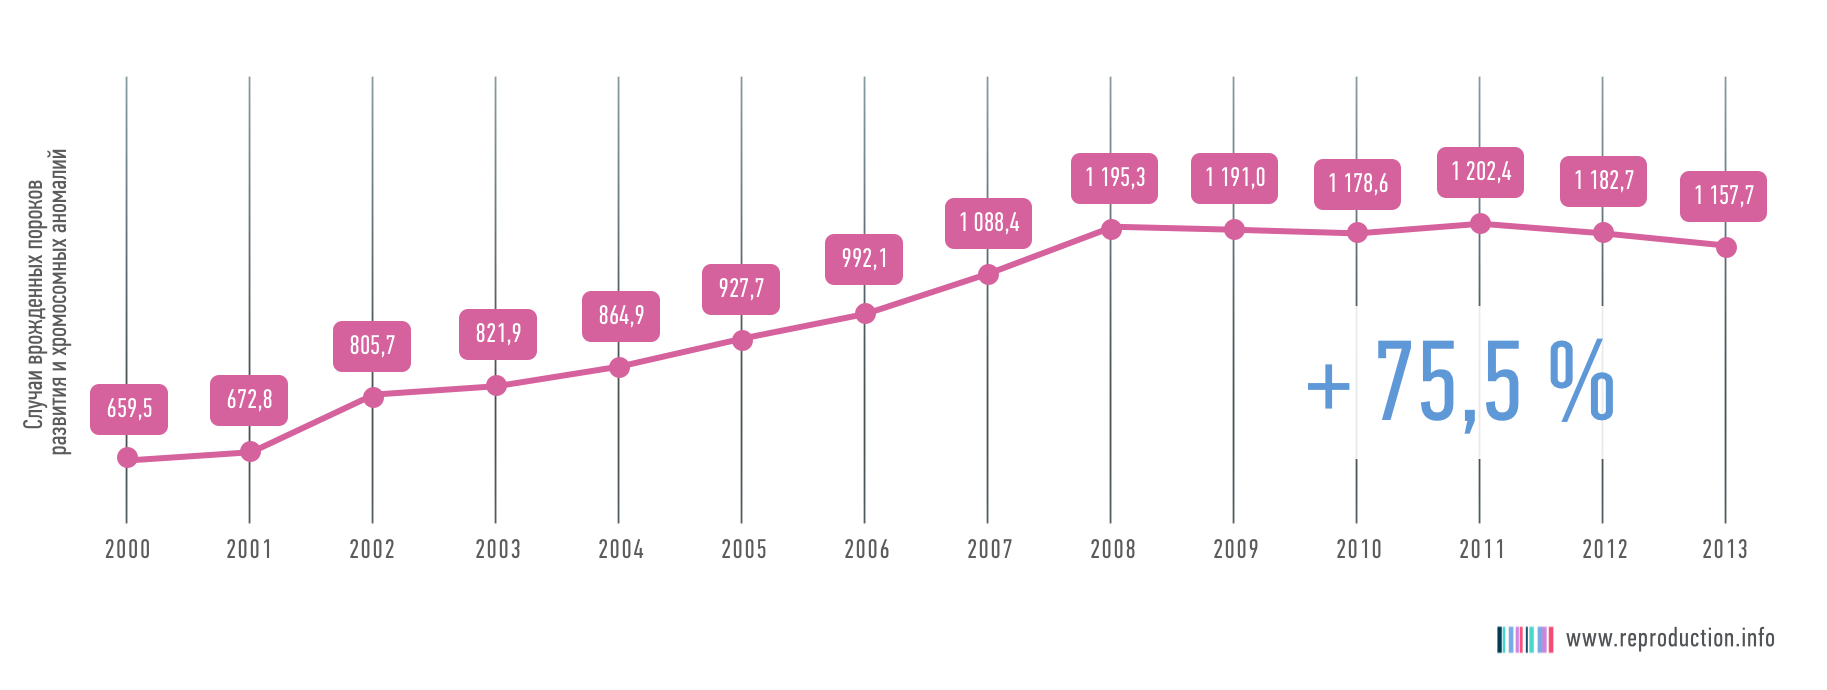 Случаи врожденных пороков
развития и хромосомных аномалий
659,5
672,8
805,7
821,9
864,9
927,7
992,1
1 088,4
1 195,3
1 191,0
1 178,6
1 202,4
1 182,7
1 157,7
+ 75,5 %
2000 2001 2002 2003 2004 2005 2006 2007 2008 2009 2010 2011 2012 2013
www.reproduction.info